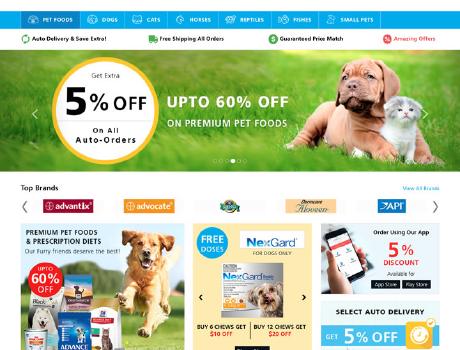 PET FOODS DOGS CATS HORSES REPTILES FISHES SMALL PETS
Auto Delivery & Save Extra! Free Shipping All Orders Guaranteed Price Match Amazing Offers
Get Extra
5% OFF
On All
Auto-Orders
UPTO 60% OFF
ON PREMIUM PET FOODS
Top Brands View All Brands
advantix advocate Aloveen API
PREMIUM PET FOODS
& PRESCRIPTION DIETS
Our Furry friends deserve the best!
UPTO
60%
OFF
ADVANCE
FREE
DOSES
NexGard
FOR DOGS ONLY
NexGard
BUY 6 CHEWS GET
$10 OFF
BUY 12 CHEWS GET
$20 OFF
Order Using Our App
5%
DISCOUNT
Available for
App Store Play Store
SELECT AUTO DELIVERY
GET 5% OFF